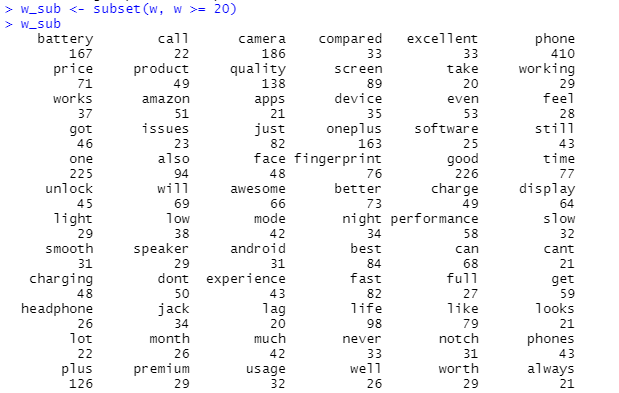 > w_sub <- subset(w, w >= 20)
> w_sub
battery call camera compared excellent phone
167 22 186 33 33 410
price product quality screen take working
71 49 138 89 20 29
works amazon apps device even feel
37 51 21 35 53 28
got issues just oneplus software still
46 23 82 163 25 43
one also face fingerprint good time
225 94 48 76 226 77
unlock will awesome better charge display
45 69 66 73 49 64
light low mode night performance slow
29 38 42 34 58 32
smooth speaker android best can cant
31 29 31 84 68 21
charging dont experience fast full get
48 50 43 82 27 59
headphone jack lag life like looks
26 34 20 98 79 21
lot month much never notch phones
22 26 42 33 31 43
plus premium usage well worth always
126 29 32 26 29 21